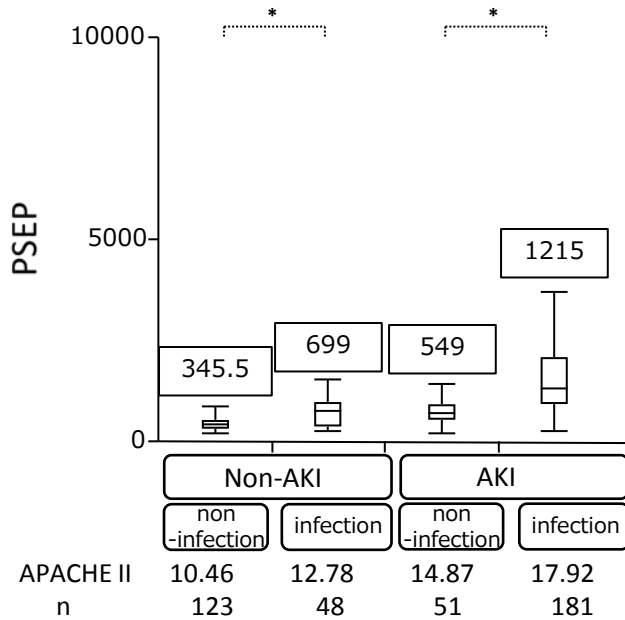 * *
10000
PSEP
5000
0
345.5 699 549 1215
Non-AKI AKI
non
-infection infection non
-infection infection
APACHE II 10.46 12.78 14.87 17.92
n 123 48 51 181